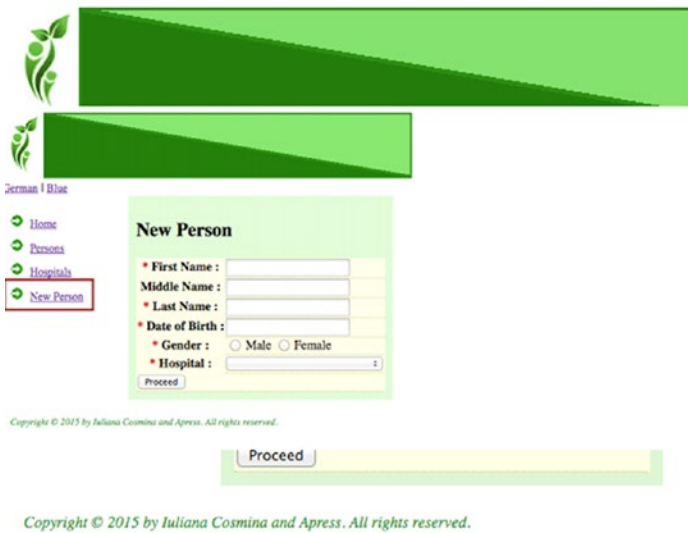 German | Blue
Home
Persons
Hospitals
New Person
New Person
* First Name :
Middle Name :
* Last Name :
* Date of Birth :
* Gender : Male Female
* Hospital :
Proceed
Copyright © 2015 by Iuliana Cosmina and Apress. All rights reserved.
Proceed
Copyright © 2015 by Iuliana Cosmina and Apress. All rights reserved.